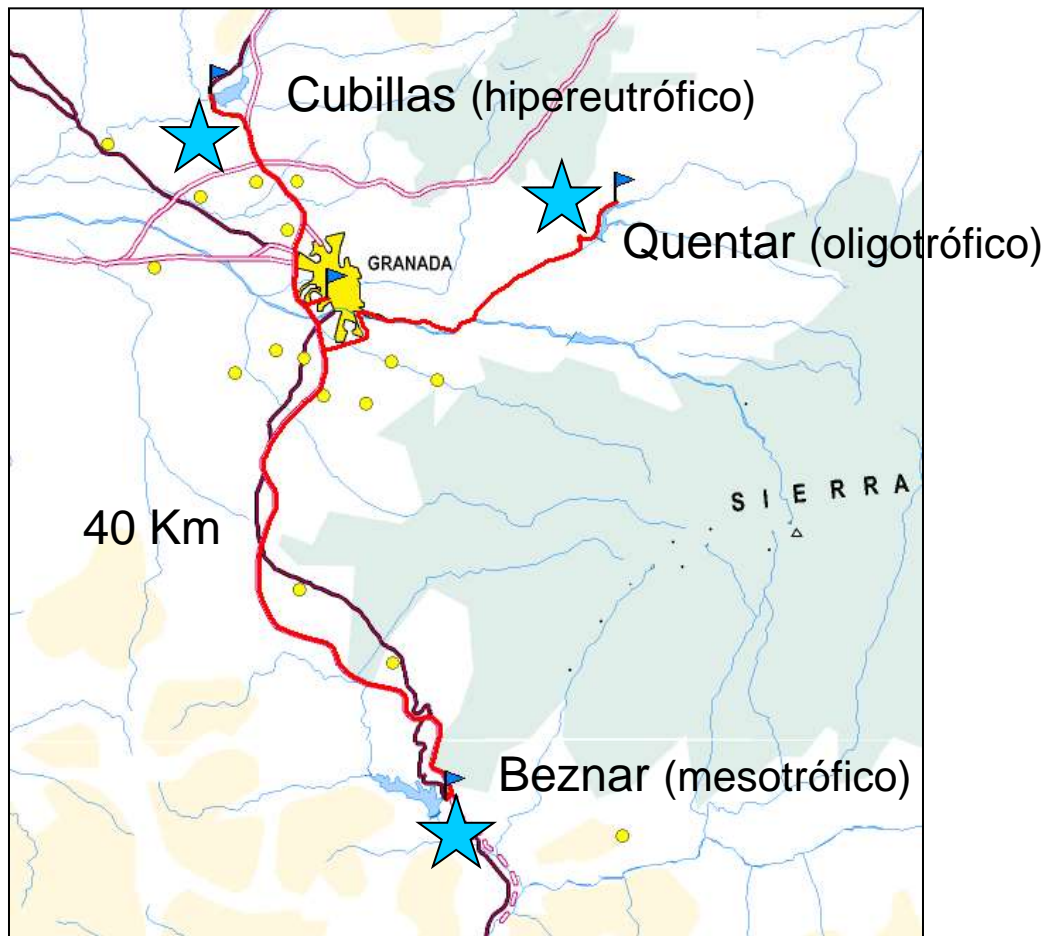 Cubillas (hipereutrófico)
Quentar (oligotrófico)
GRANADA
SIERRA
40 Km
Beznar (mesotrófico)